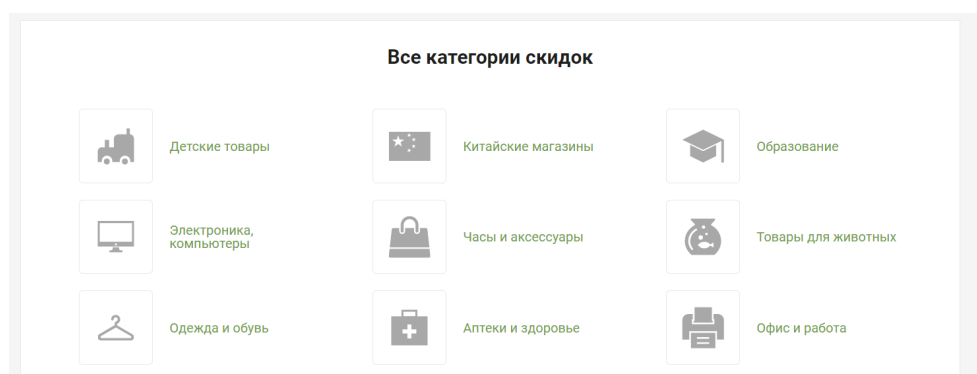 Все категории скидок
Детские товары
Китайские магазины
Образование
Электроника,
компьютеры
Часы и аксессуары
Товары для животных
Одежда и обувь
Аптеки и здоровье
Офис и работа